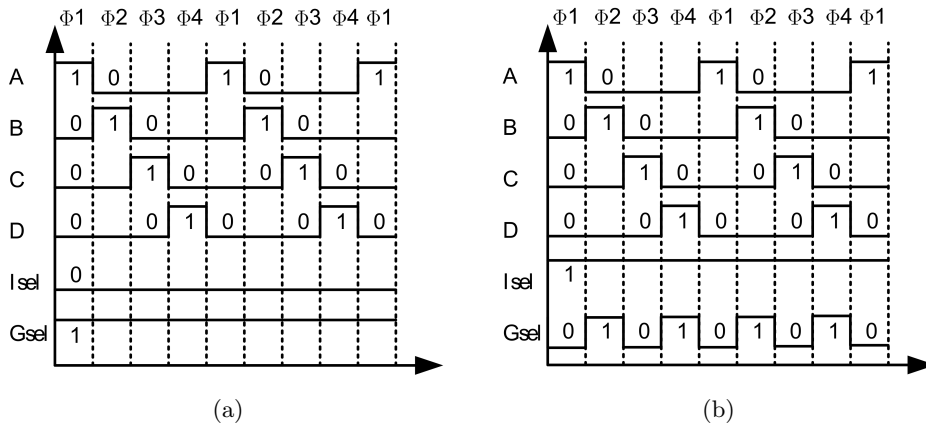 Φ1 Φ2 Φ3 Φ4 Φ1 Φ2 Φ3 Φ4 Φ1
A 1 0 1 0 1
B 0 1 0 1 0
C 0 1 0 0 1 0
D 0 0 1 0 0 1 0
Isel 0
Gsel 1
(a)
Φ1 Φ2 Φ3 Φ4 Φ1 Φ2 Φ3 Φ4 Φ1
A 1 0 1 0 1
B 0 1 0 1 0
C 0 1 0 0 1 0
D 0 0 1 0 0 1 0
Isel 1
Gsel 0 1 0 1 0 1 0 1 0
(b)